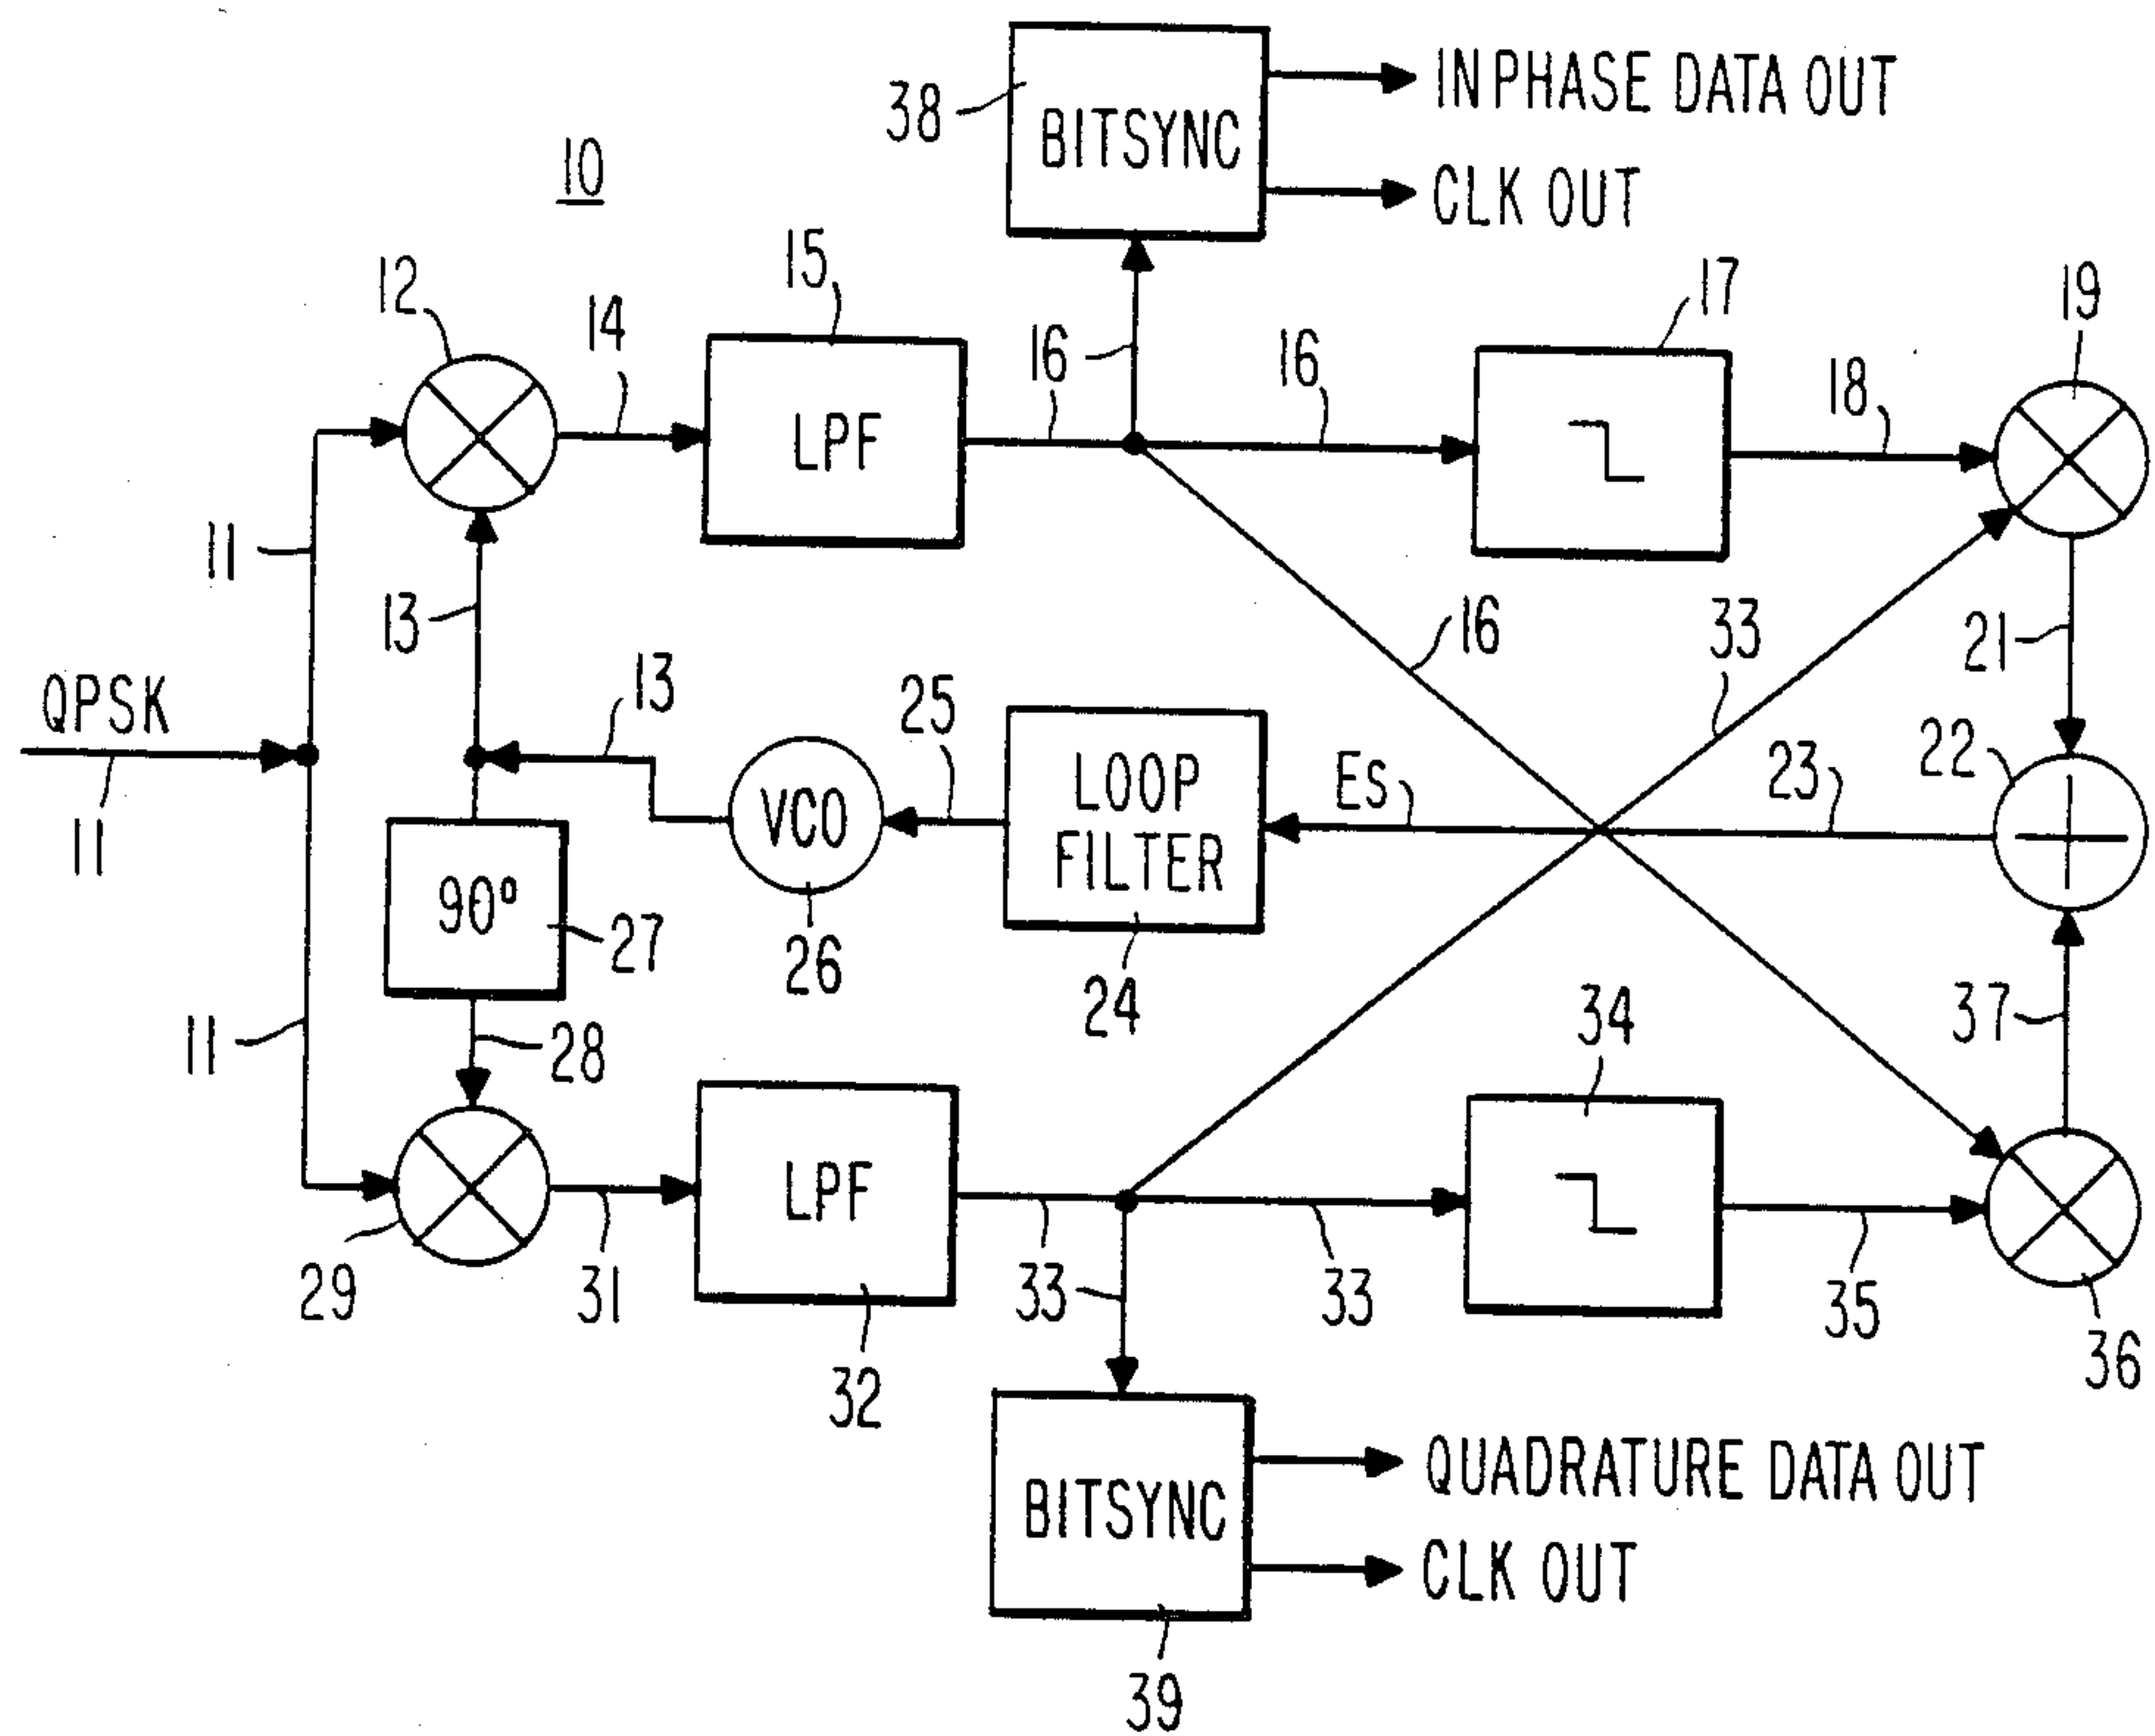 INPHASE DATA OUT
38
BITSYNC
CLK OUT
10
12
14
15
16
16
17
18
19
LPF
11
13
16
33
21
QPSK
13
25
LOOP
FILTER
ES
23
22
VCO
11
90°
27
26
24
34
37
11
28
LPF
29
31
32
33
33
33
35
36
BITSYNC
QUADRATURE DATA OUT
CLK OUT
39